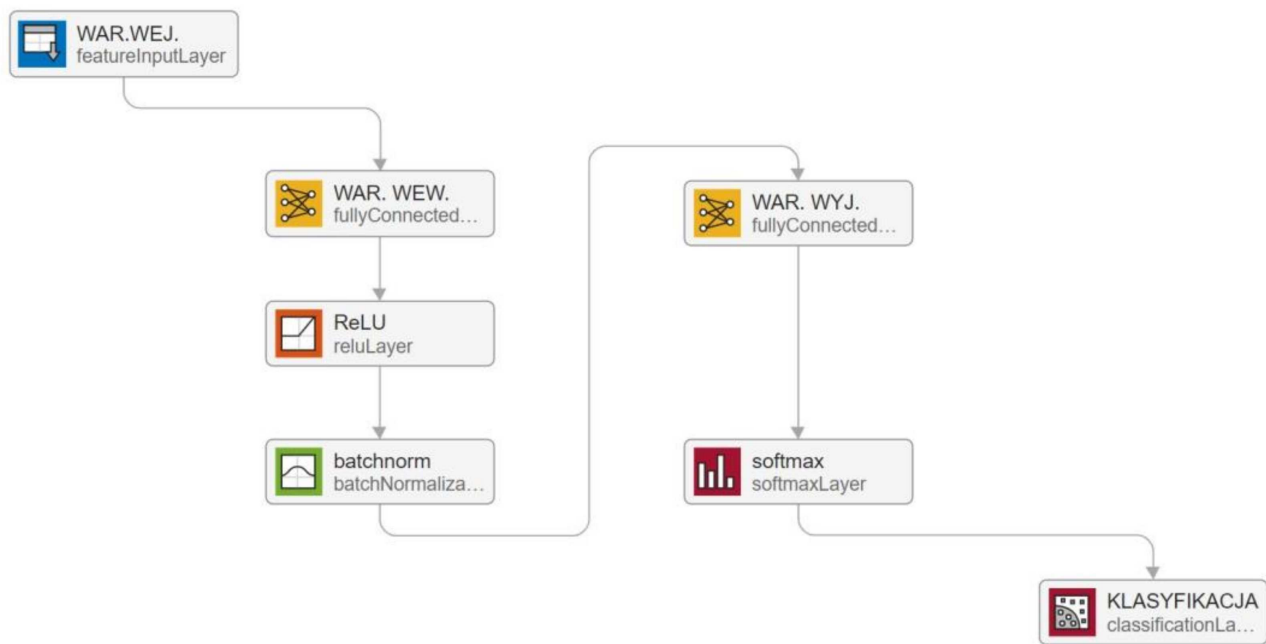 WAR.WEJ.
featureInputLayer
WAR. WEW.
fullyConnected...
ReLU
reluLayer
batchnorm
batchNormaliza...
WAR. WYJ.
fullyConnected...
softmax
softmaxLayer
KLASYFIKACJA
classificationLa...